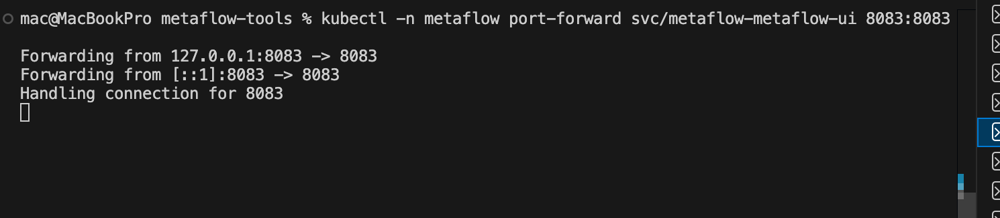 mac@MacBookPro metaflow-tools % kubectl -n metaflow port-forward svc/metaflow-metaflow-ui 8083:8083
Forwarding from 127.0.0.1:8083 -> 8083
Forwarding from [::1]:8083 -> 8083
Handling connection for 8083